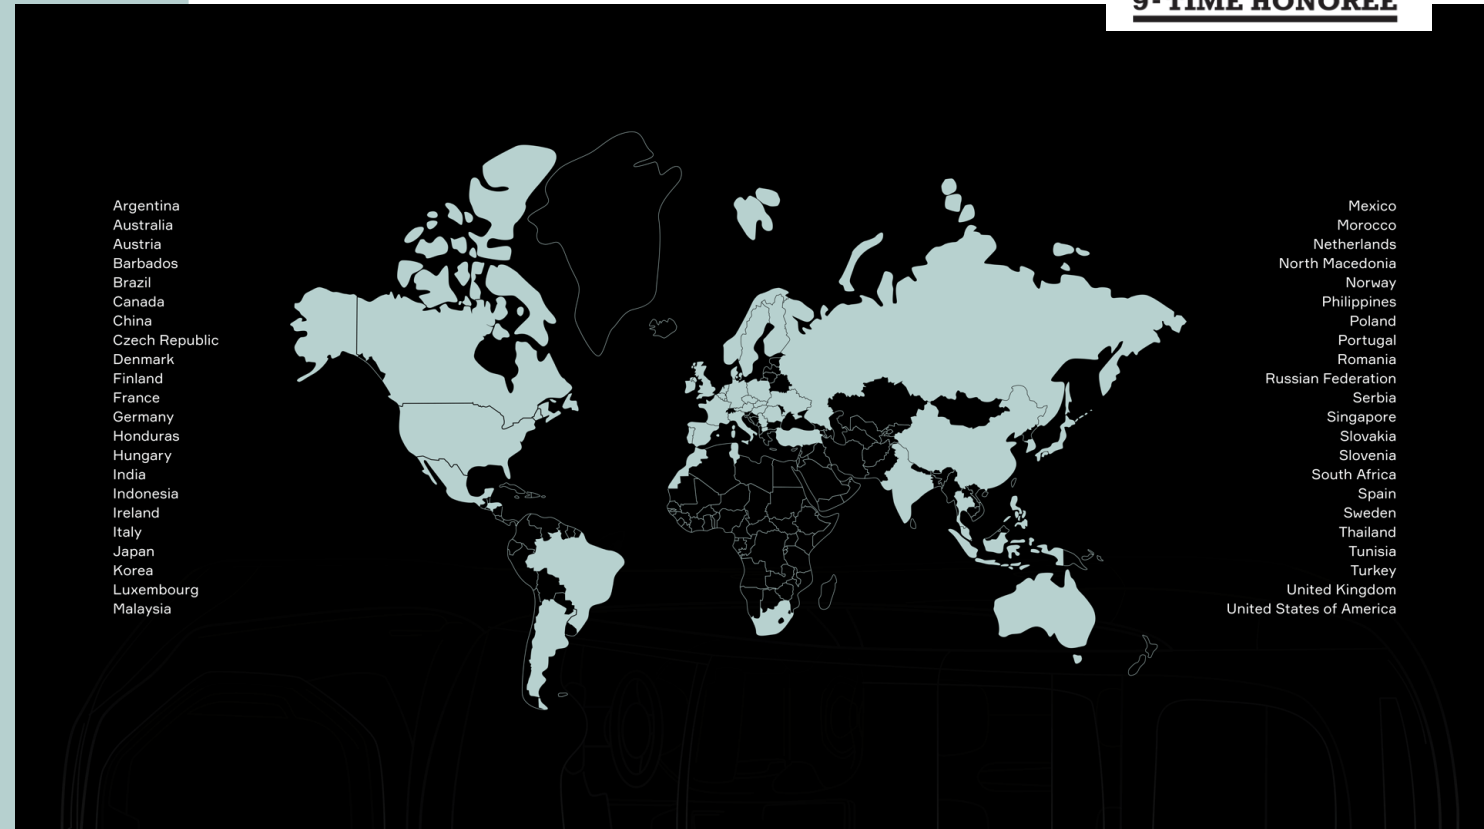 9-TIME HONOREE
Argentina
Australia
Austria
Barbados
Brazil
Canada
China
Czech Republic
Denmark
Finland
France
Germany
Honduras
Hungary
India
Indonesia
Ireland
Italy
Japan
Korea
Luxembourg
Malaysia
Mexico
Morocco
Netherlands
North Macedonia
Norway
Philippines
Poland
Portugal
Romania
Russian Federation
Serbia
Singapore
Slovakia
Slovenia
South Africa
Spain
Sweden
Thailand
Tunisia
Turkey
United Kingdom
United States of America